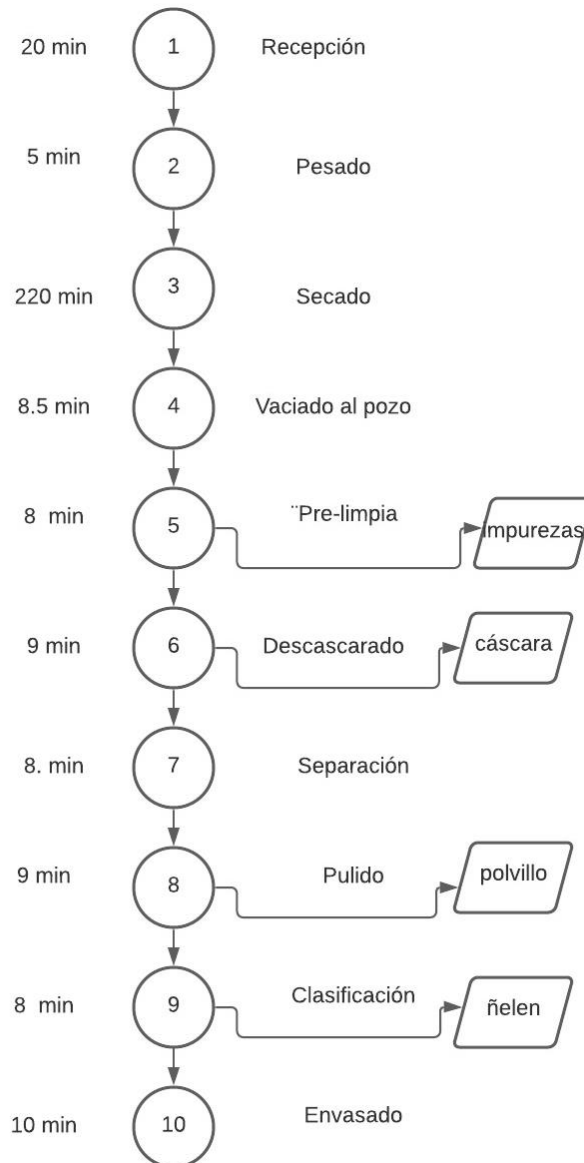 20 min 1 Recepción
5 min 2 Pesado
220 min 3 Secado
8.5 min 4 Vaciado al pozo
8 min 5 ¨Pre-limpia impurezas
9 min 6 Descascarado cáscara
8. min 7 Separación
9 min 8 Pulido polvillo
8 min 9 Clasificación ñelen
10 min 10 Envasado